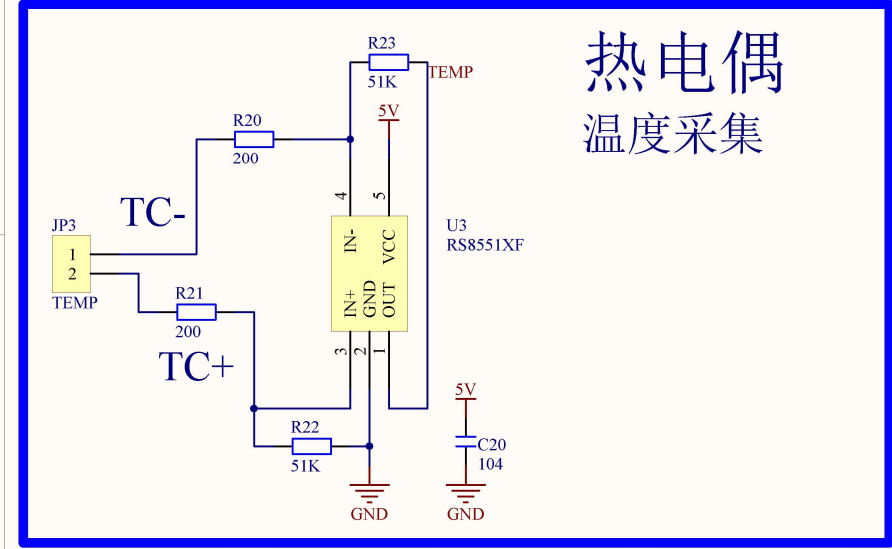 热电偶
温度采集
R23
51K
TEMP
5V
R20
200
4
5
TC-
IN-
VCC
U3
RS8551XF
JP3
1
2
TEMP
R21
200
IN+
GND
OUT
3
2
1
TC+
5V
R22
51K
C20
104
GND
GND